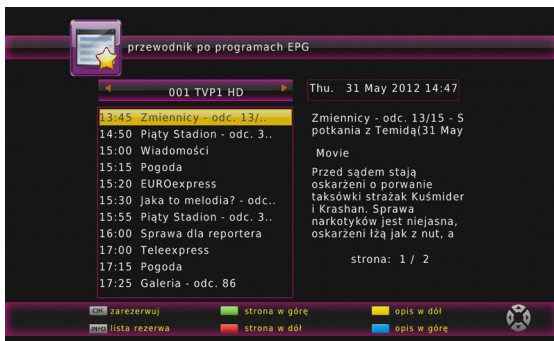 przewodnik po programach EPG
001 TVP1 HD
13:45 Zmiennicy - odc. 13/..
14:50 Piąty Stadion - odc. 3..
15:00 Wiadomości
15:15 Pogoda
15:20 EUROexpress
15:30 Jaka to melodia? - odc..
15:55 Piąty Stadion - odc. 3..
16:00 Sprawa dla reportera
17:00 Teleexpress
17:15 Pogoda
17:25 Galeria - odc. 86
Thu. 31 May 2012 14:47
Zmiennicy - odc. 13/15 - S
potkania z Temidą(31 May
Movie
Przed sądem stają
oskarżeni o porwanie
taksówki strażak Kuśmider
i Krashan. Sprawa
narkotyków jest niejasna,
oskarżeni łżą jak z nut, a
strona: 1 / 2
OK zarezerwuj
strona w górę
opis w dół
INFO lista rezerwa
strona w dół
opis w górę